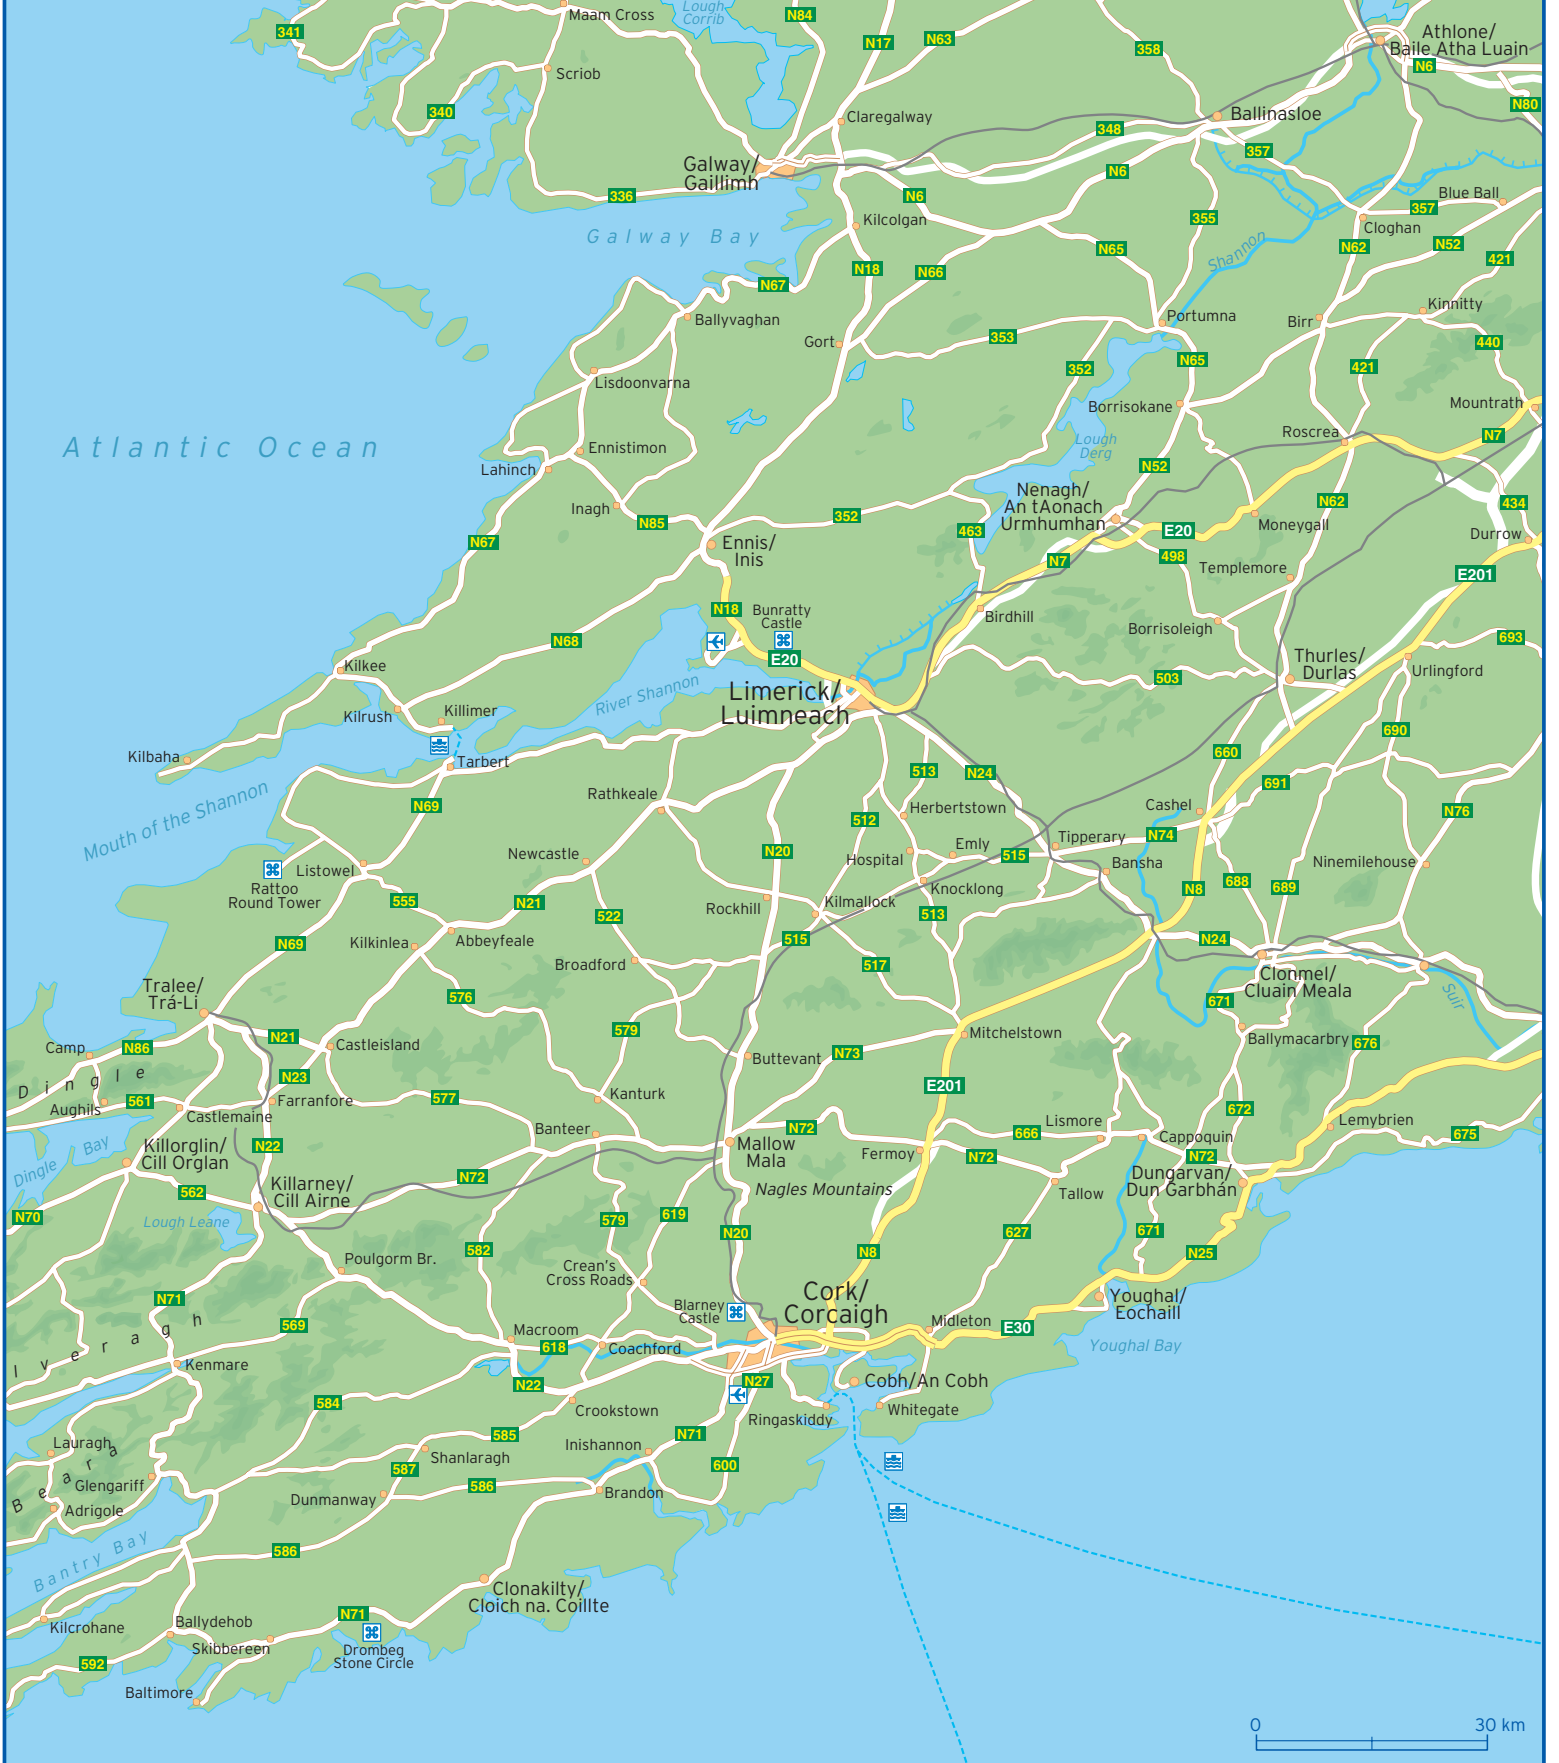 Maam Cross
Lough
Corrib
N84
341
N17
N63
358
Athlone/
Baile Atha Luain
N6
Scriob
340
N80
Claregalway
Ballinasloe
348
357
Galway/
Gaillimh
N6
336
N6
Blue Ball
357
355
Kilcolgan
Cloghan
Galway Bay
N62
N52
N65
421
Shannon
N18
N66
N67
Kinnitty
Ballyvaghan
Portumna
Birr
Gort
353
440
N65
421
352
Lisdoonvarna
Borrisokane
Mountrath
Roscrea
N7
Atlantic Ocean
Ennistimon
Lough
Derg
Lahinch
N52
Nenagh/
An tAonach
Urmhumhan
Inagh
N85
352
N62
434
Moneygall
463
E20
Durrow
N67
Ennis/
Inis
498
N7
Templemore
E201
N18
Bunratty
Castle
Birdhill
Borrisoleigh
693
N68
E20
Thurles/
Durlas
Kilkee
Urlingford
503
River Shannon
Limerick/
Luimneach
Kilrush
Killimer
690
Kilbaha
Tarbert
660
513
N24
691
Rathkeale
Mouth of the Shannon
N69
Herbertstown
Cashel
N76
512
Tipperary
N74
Emly
Newcastle
N20
Hospital
515
Bansha
Ninemilehouse
Listowel
Rattoo
Round Tower
Knocklong
N8
688
689
555
N21
Rockhill
Kilmallock
522
513
515
N24
N69
Kilkinlea
Abbeyfeale
Broadford
517
Clonmel/
Cluain Meala
Tralee/
Trá-Li
576
671
Suir
579
Mitchelstown
Ballymacarbry
676
Camp
N86
N21
Castleisland
Buttevant
N73
Dingle
N23
E201
Aughils
561
Farranfore
577
Kanturk
672
Castlemaine
Lismore
Lemybrien
Banteer
N72
666
675
Dingle Bay
Killorglin/
Cill Orglan
N22
Mallow
Mala
Fermoy
Cappoquin
N72
N72
N72
Dungarvan/
Dun Garbhán
562
Killarney/
Cill Airne
Nagles Mountains
Tallow
N70
Lough Leane
579
619
N20
627
671
582
N8
N25
Poulgorm Br.
Crean's
Cross Roads
N71
Cork/
Corcaigh
Youghal/
Eochaill
Blarney
Castle
Iveragh
569
Macroom
Midleton
E30
618
Coachford
Youghal Bay
Kenmare
N22
N27
Cobh/An Cobh
584
Crookstown
Ringaskiddy
Whitegate
585
N71
Lauragh
Inishannon
Shanlaragh
Beara
587
600
Glengariff
586
Dunmanway
Brandon
Adrigole
Bantry Bay
586
Clonakilty/
Cloich na. Coillte
N71
Kilcrohane
Ballydehob
Skibbereen
Drombeg
Stone Circle
592
Baltimore
0
30 km